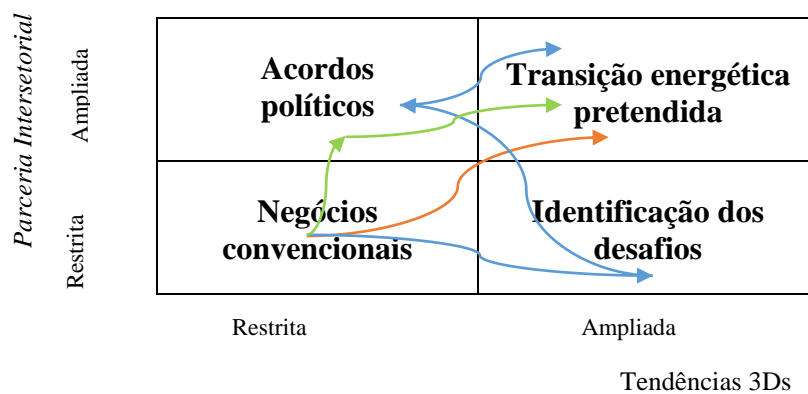 Parceria Intersetorial
Ampliada
Restrita
Acordos
políticos
Transição energética
pretendida
Negócios
convencionais
Identificação dos
desafios
Restrita
Ampliada
Tendências 3Ds